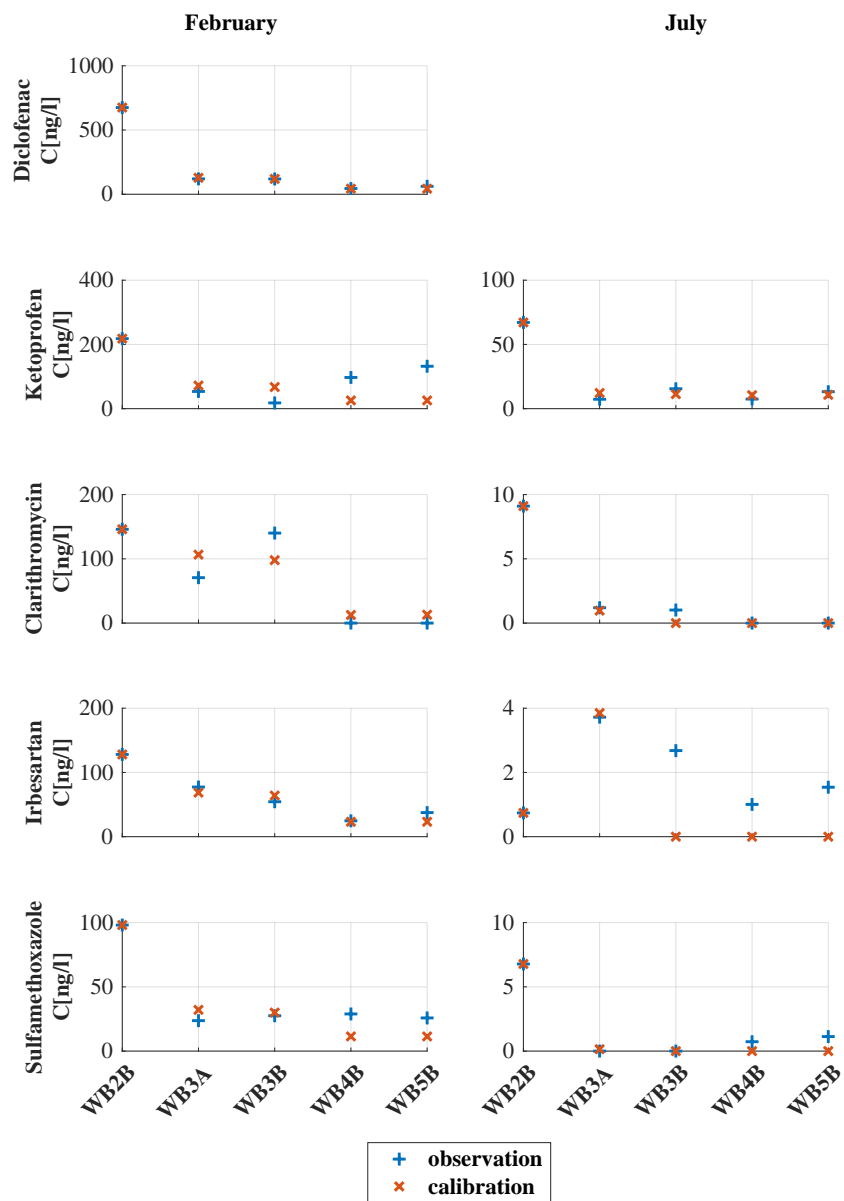 February
July
Diclofenac
C[ng/l]
1000
500
0
Ketoprofen
C[ng/l]
400
200
0
100
50
0
Clarithromycin
C[ng/l]
200
100
0
10
5
0
Irbesartan
C[ng/l]
200
100
0
4
2
0
Sulfamethoxazole
C[ng/l]
100
50
0
10
5
0
WB2B
WB3A
WB3B
WB4B
WB5B
WB2B
WB3A
WB3B
WB4B
WB5B
observation
calibration